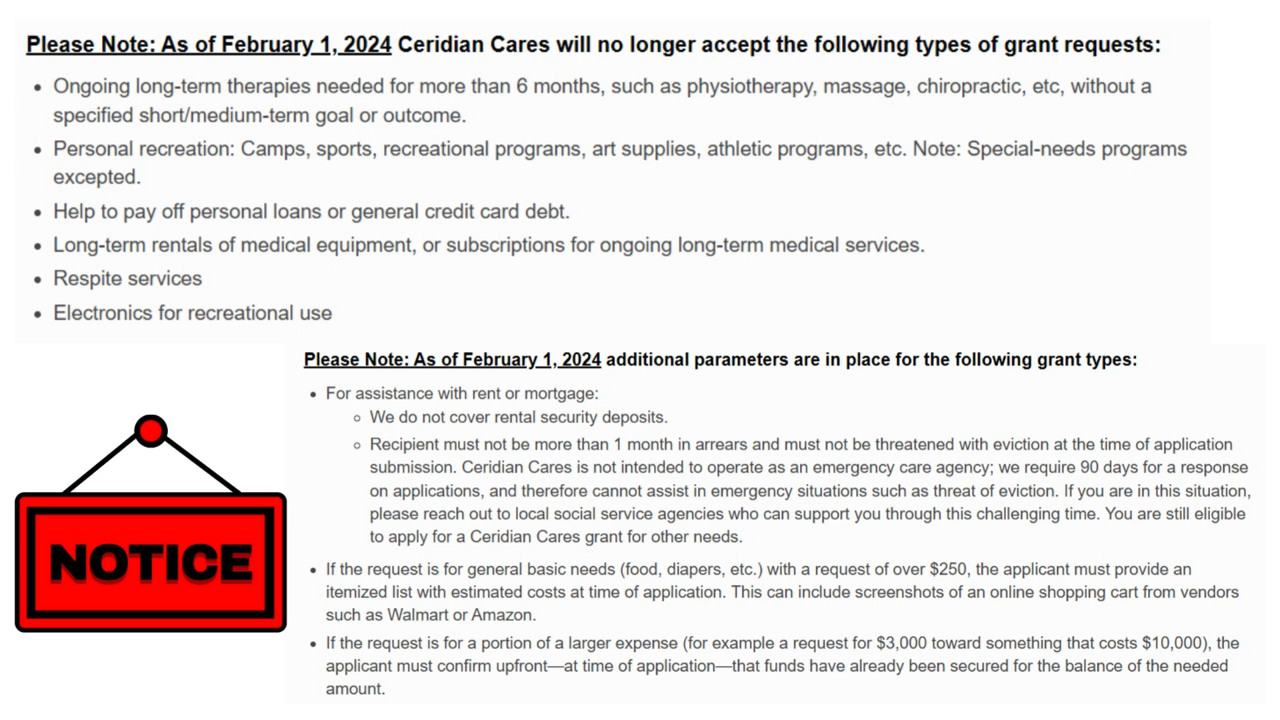 Please Note: As of February 1, 2024 Ceridian Cares will no longer accept the following types of grant requests:
• Ongoing long-term therapies needed for more than 6 months, such as physiotherapy, massage, chiropractic, etc, without a
specified short/medium-term goal or outcome.
• Personal recreation: Camps, sports, recreational programs, art supplies, athletic programs, etc. Note: Special-needs programs
excepted.
• Help to pay off personal loans or general credit card debt.
• Long-term rentals of medical equipment, or subscriptions for ongoing long-term medical services.
• Respite services
• Electronics for recreational use
Please Note: As of February 1, 2024 additional parameters are in place for the following grant types:
• For assistance with rent or mortgage:
◦ We do not cover rental security deposits.
◦ Recipient must not be more than 1 month in arrears and must not be threatened with eviction at the time of application
submission. Ceridian Cares is not intended to operate as an emergency care agency; we require 90 days for a response
on applications, and therefore cannot assist in emergency situations such as threat of eviction. If you are in this situation,
please reach out to local social service agencies who can support you through this challenging time. You are still eligible
to apply for a Ceridian Cares grant for other needs.
• If the request is for general basic needs (food, diapers, etc.) with a request of over $250, the applicant must provide an
itemized list with estimated costs at time of application. This can include screenshots of an online shopping cart from vendors
such as Walmart or Amazon.
• If the request is for a portion of a larger expense (for example a request for $3,000 toward something that costs $10,000), the
applicant must confirm upfront—at time of application—that funds have already been secured for the balance of the needed
amount.
NOTICE